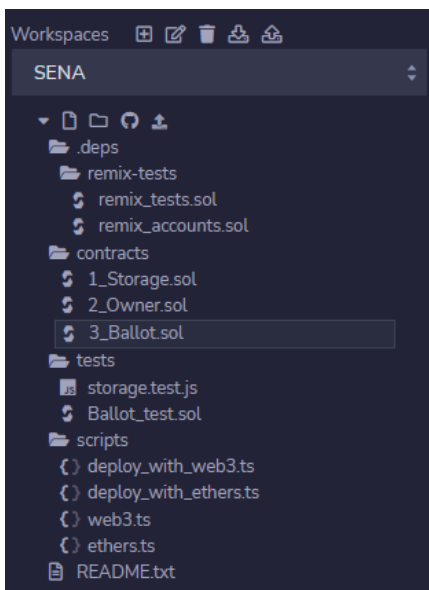 Workspaces
SENA
.deps
remix-tests
remix_tests.sol
remix_accounts.sol
contracts
1_Storage.sol
2_Owner.sol
3_Ballot.sol
tests
JS storage.test.js
Ballot_test.sol
scripts
deploy_with_web3.ts
deploy_with_ethers.ts
web3.ts
ethers.ts
README.txt